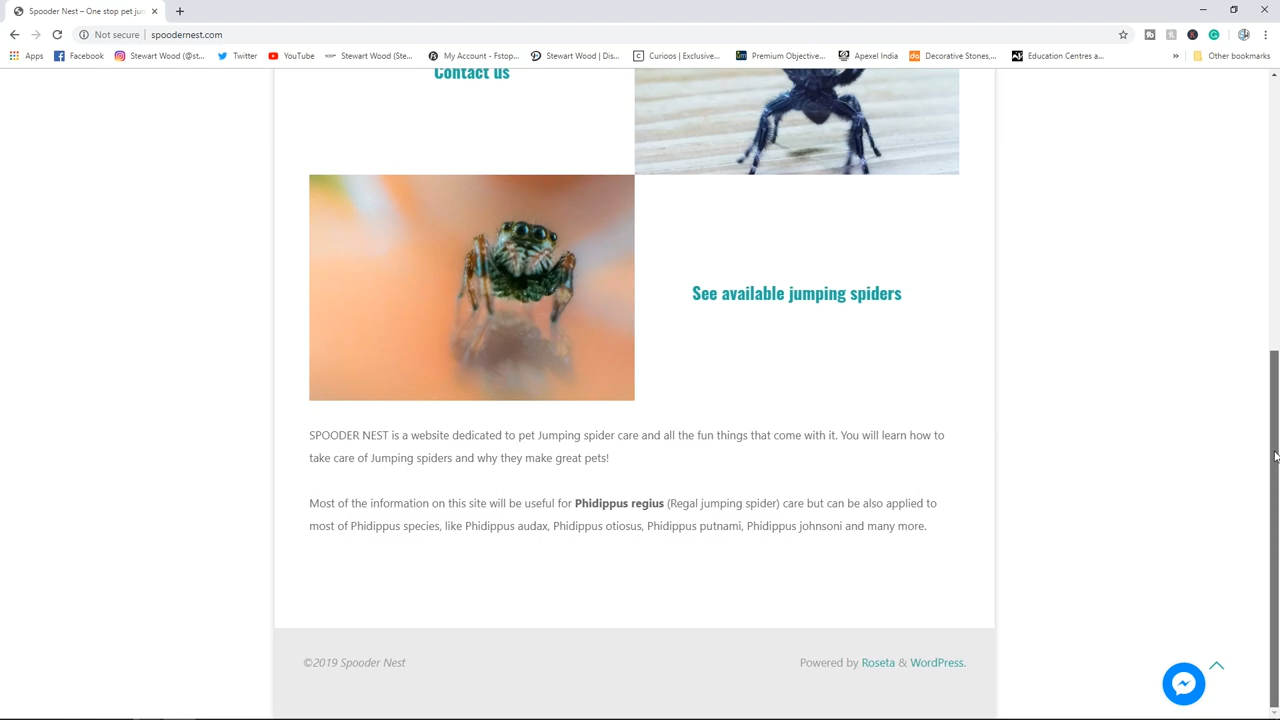 Spooder Nest – One stop pet jun
Not secure spoodernest.com
Apps Facebook Stewart Wood (@st... Twitter YouTube Stewart Wood (Ste... My Account - Fstop... Stewart Wood | Dis... Curioos | Exclusive... Premium Objective... Apexel India Decorative Stones,... Education Centres a... » Other bookmarks
Contact us
See available jumping spiders
SPOODER NEST is a website dedicated to pet Jumping spider care and all the fun things that come with it. You will learn how to
take care of Jumping spiders and why they make great pets!
Most of the information on this site will be useful for Phidippus regius (Regal jumping spider) care but can be also applied to
most of Phidippus species, like Phidippus audax, Phidippus otiosus, Phidippus putnami, Phidippus johnsoni and many more.
©2019 Spooder Nest
Powered by Roseta & WordPress.